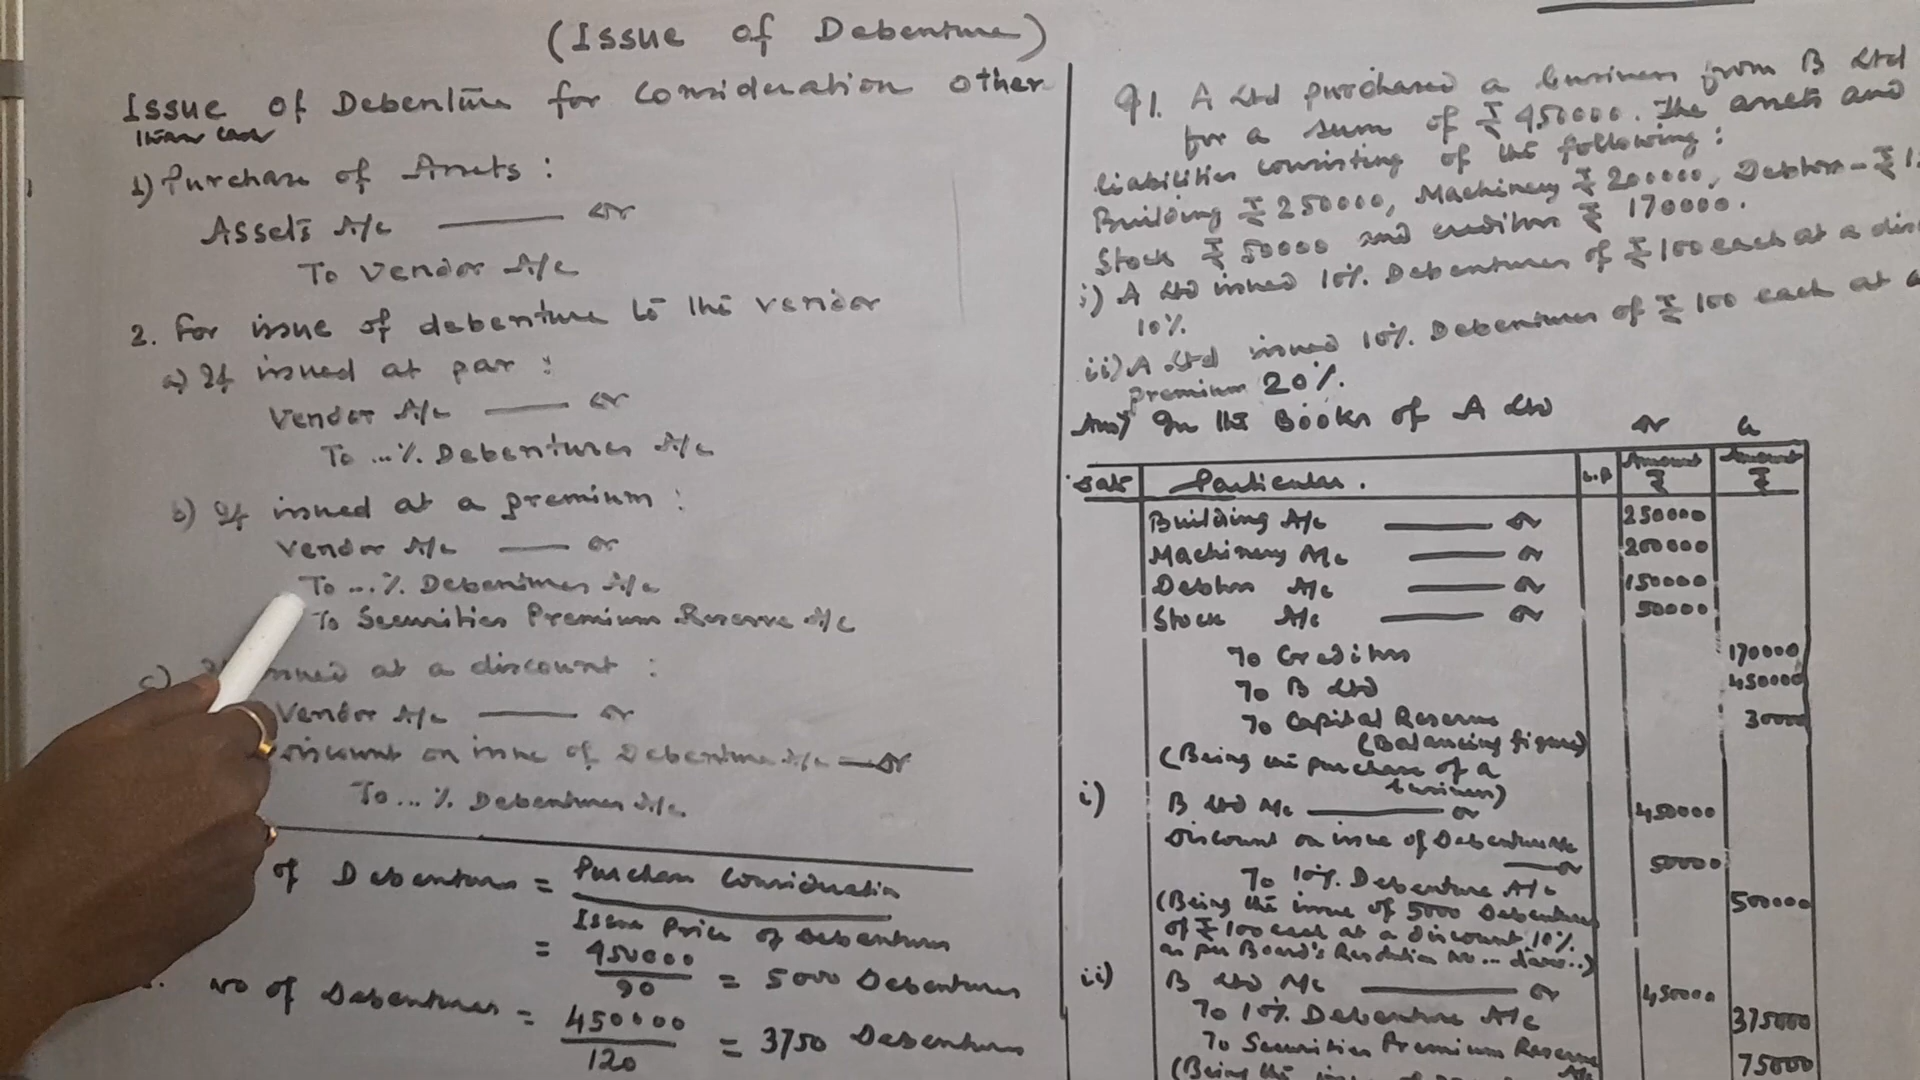 (Issue of Debenture)
Issue of Debenture for Consideration other
than cash
1) Purchase of Assets :
Assets A/c ——— Dr
To Vendor A/c
2. For issue of debenture to the vendor
a) If issued at par :
Vendor A/c —— Dr
To ...%. Debentures A/c
b) If issued at a premium :
Vendor A/c —— Dr
To ...%. Debentures A/c
To Securities Premium Reserve A/c
issued at a discount :
Vendor A/c —— Dr
Discount on issue of Debenture A/c — Dr
To ...%. Debentures A/c
of Debenture = Purchase Consideration
Issue Price of Debenture
= 450000
90
= 5000 Debentures
No of Debentures = 450000
120
= 3750 Debentures
Q1. A Ltd purchased a business from B Ltd
for a sum of ₹ 450000. The assets and
liabilities consisting of the following :
Building ₹ 250000, Machinery ₹ 200000, Debtors - ₹
Stock ₹ 50000 and creditors ₹ 170000.
i) A Ltd issued 10%. Debentures of ₹ 100 each at a
10%.
ii) A Ltd issued 10%. Debentures of ₹ 100 each at a
premium 20%.
Ans) In the Books of A Ltd
Dr Cr
Date Particular. L.F Amount ₹ Amount ₹
Building A/c ——— Dr 250000
Machinery A/c ——— Dr 200000
Debtors A/c ——— Dr 150000
Stock A/c ——— Dr 50000
To Creditors 170000
To B Ltd 450000
To Capital Reserve 30000
(Balancing figure)
(Being the purchase of a
business)
i) B Ltd A/c ——— Dr 450000
Discount on issue of Debenture A/c
—— Dr 50000
To 10%. Debenture A/c 500000
(Being the issue of 5000 Debentures
of ₹ 100 each at a discount 10%.
as per Board's Resolution no ... date ..)
ii) B Ltd A/c ——— Dr 450000
To 10%. Debenture A/c 375000
To Securities Premium Reserve
A/c 75000
(Being the issue of